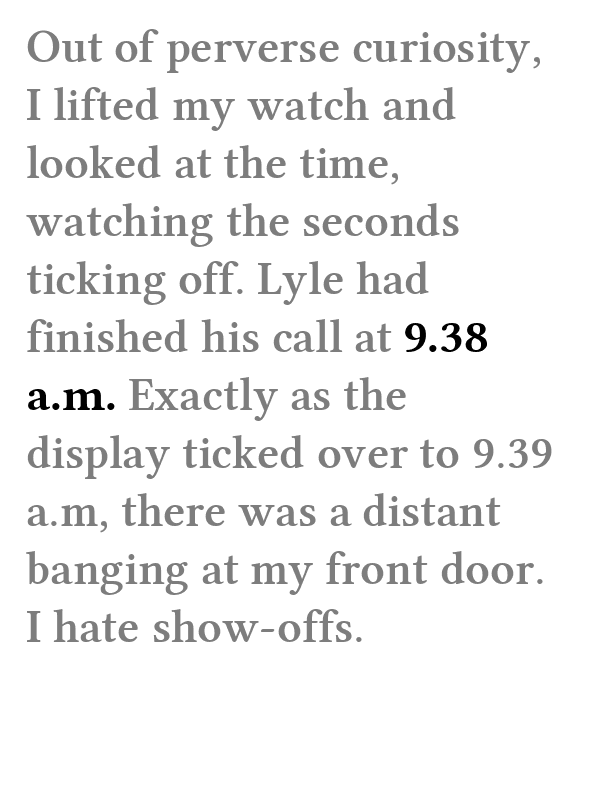 Out of perverse curiosity,
I lifted my watch and
looked at the time,
watching the seconds
ticking off. Lyle had
finished his call at 9.38
a.m. Exactly as the
display ticked over to 9.39
a.m, there was a distant
banging at my front door.
I hate show-offs.